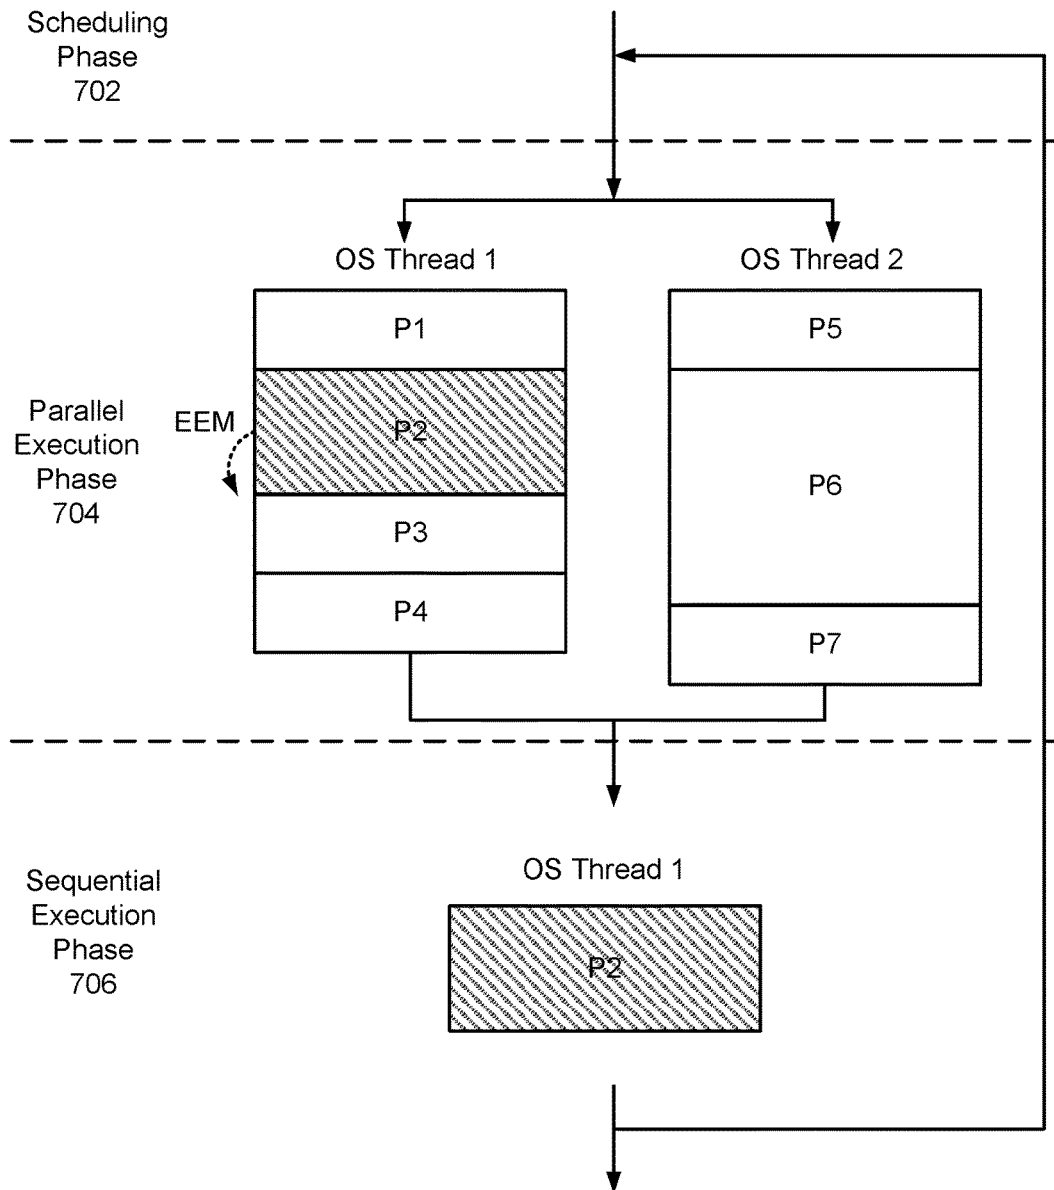 Scheduling
Phase
702
OS Thread 1
OS Thread 2
P1
P5
Parallel
Execution
Phase
704
EEM
P2
P6
P3
P4
P7
Sequential
Execution
Phase
706
OS Thread 1
P2